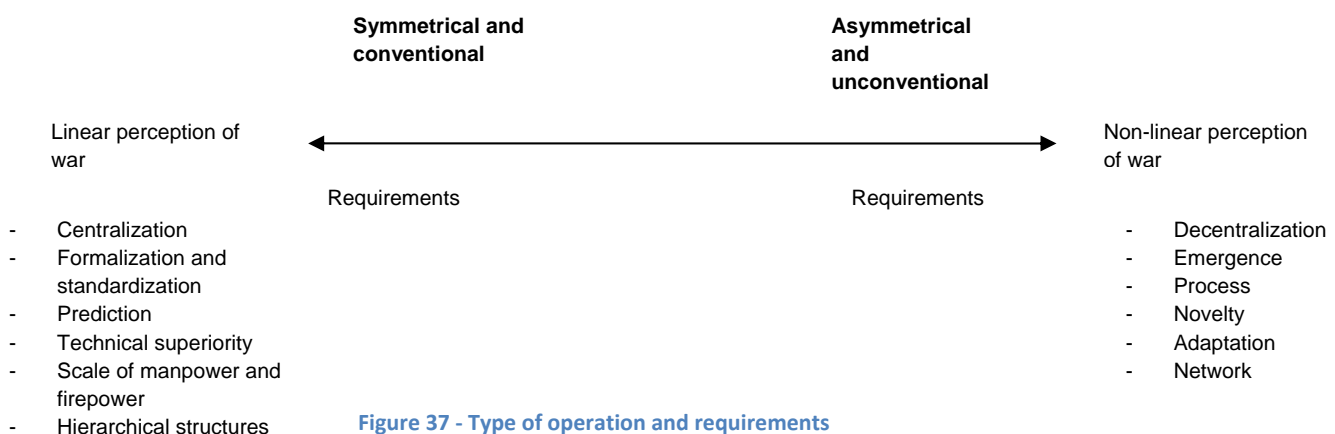 Symmetrical and
conventional
Asymmetrical
and
unconventional
Linear perception of
war
Non-linear perception
of war
Requirements
Requirements
- Centralization
- Formalization and
standardization
- Prediction
- Technical superiority
- Scale of manpower and
firepower
- Hierarchical structures
- Decentralization
- Emergence
- Process
- Novelty
- Adaptation
- Network
Figure 37 - Type of operation and requirements